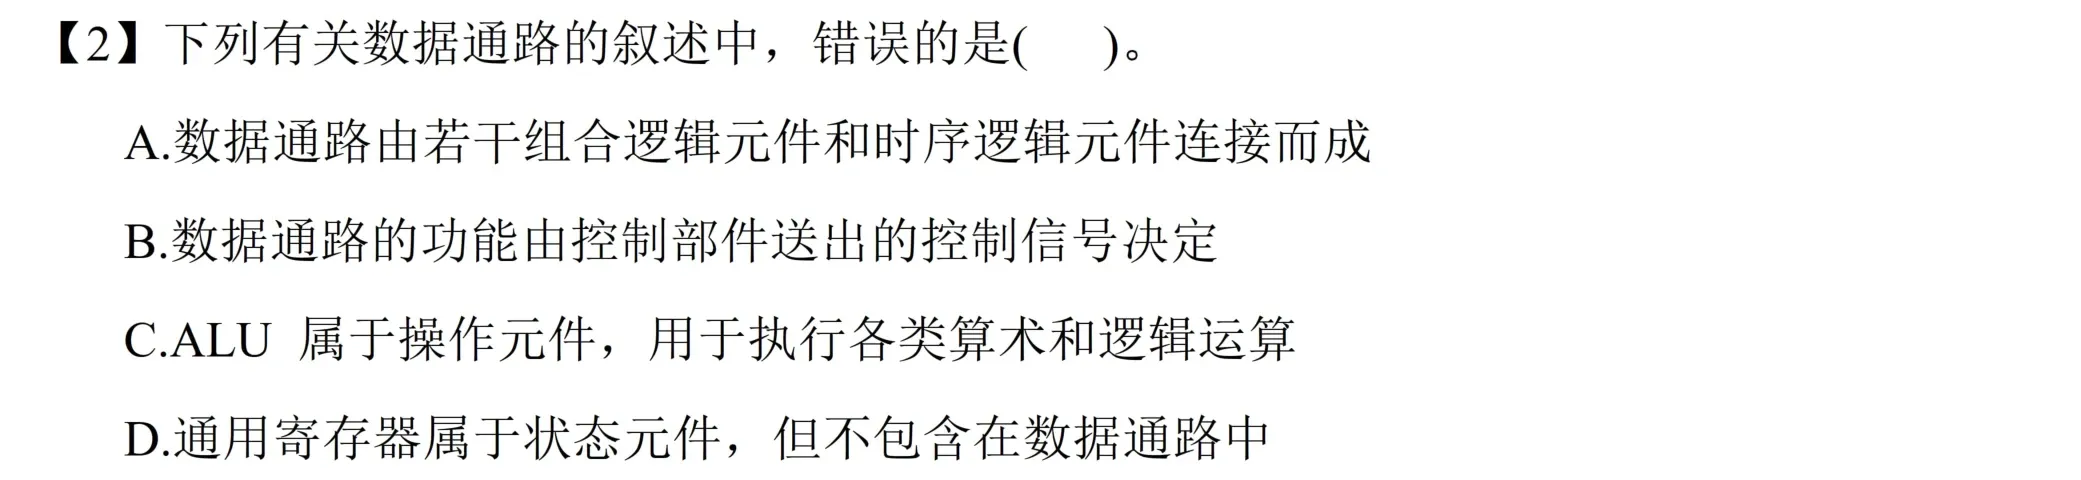 【2】下列有关数据通路的叙述中，错误的是(    )。
A.数据通路由若干组合逻辑元件和时序逻辑元件连接而成
B.数据通路的功能由控制部件送出的控制信号决定
C.ALU 属于操作元件，用于执行各类算术和逻辑运算
D.通用寄存器属于状态元件，但不包含在数据通路中